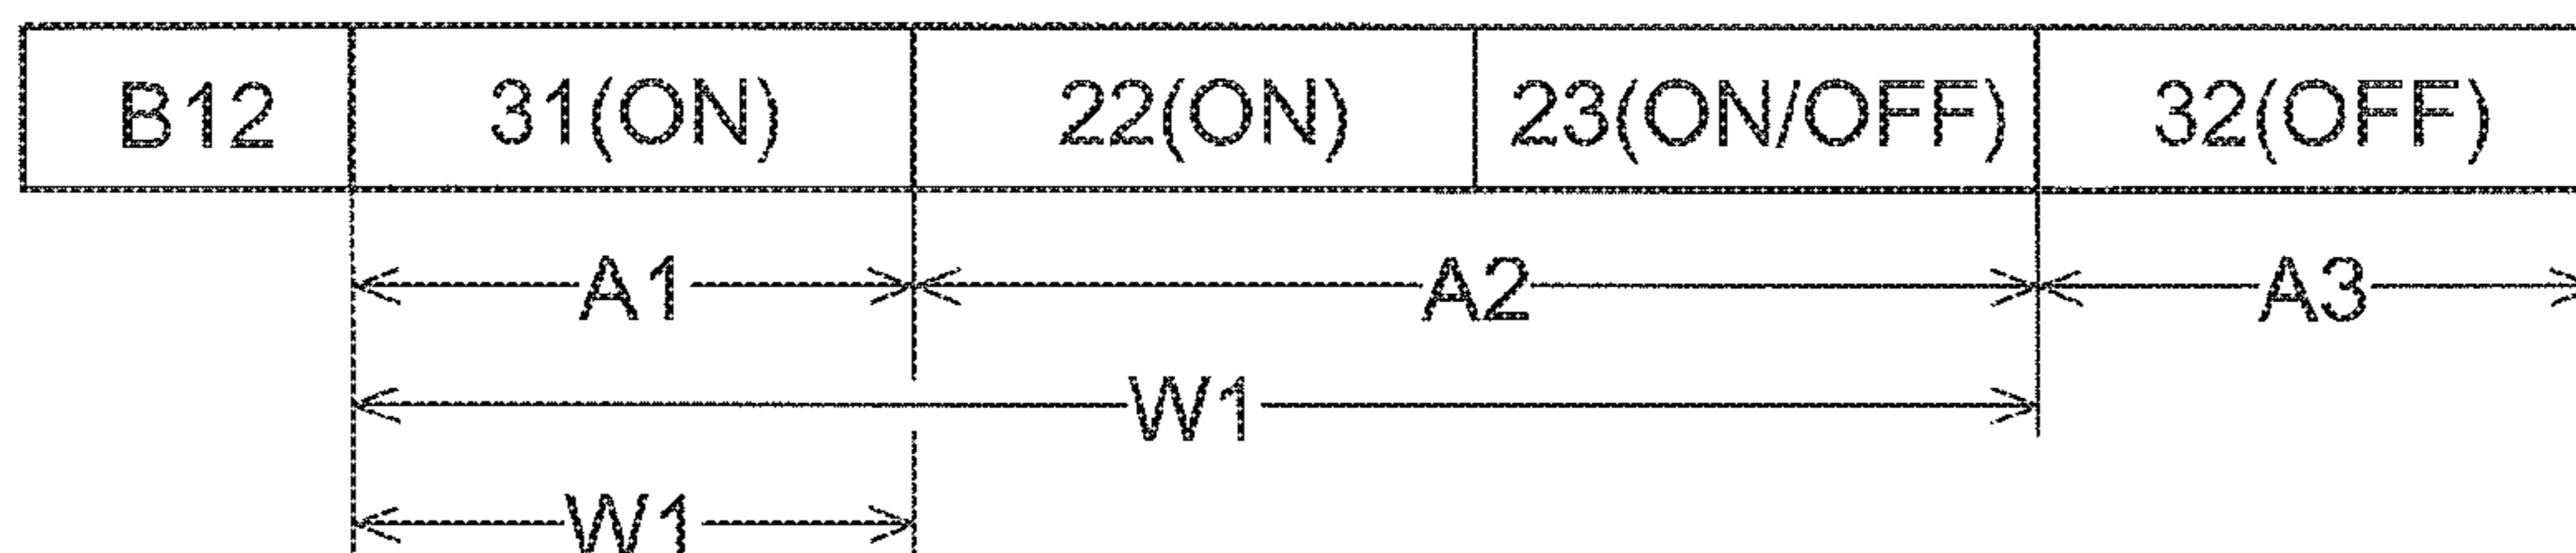 B12 31(ON) 22(ON) 23(ON/OFF) 32(OFF)
A1 A2 A3
W1
W1